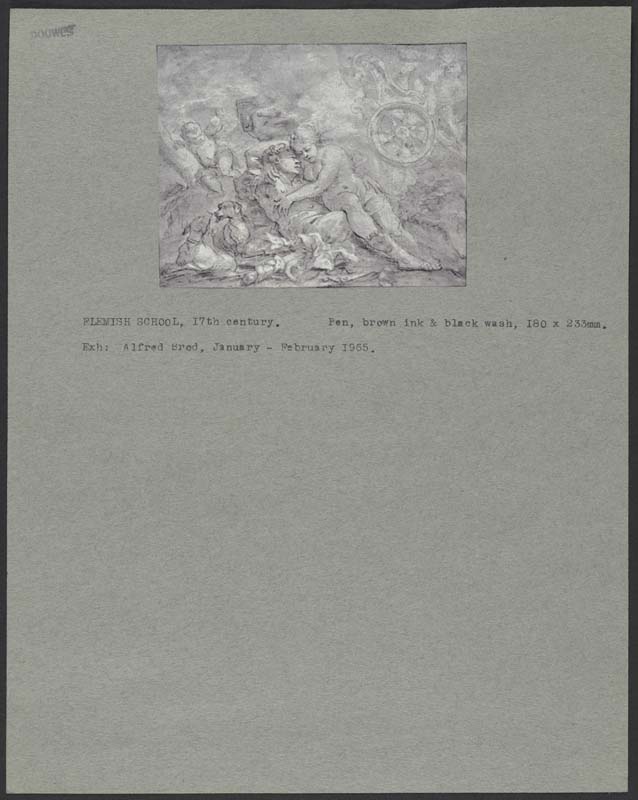 DOUWES
FLEMISH SCHOOL, 17th century. Pen, brown ink & black wash, 180 x 233mm.
Exh: Alfred Brod, January - February 1965.